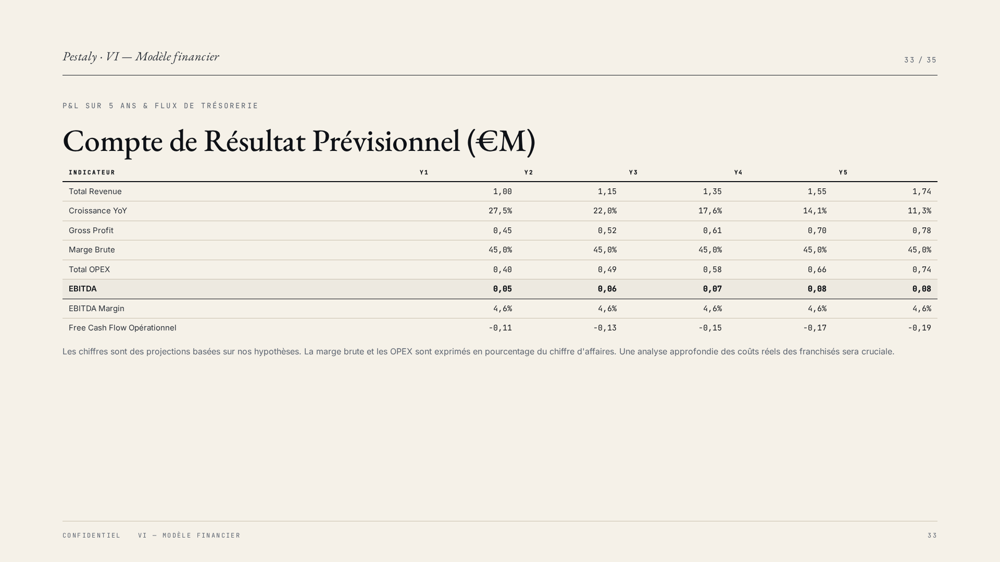 Pestaly · VI — Modèle financier
33 / 35
P&L SUR 5 ANS & FLUX DE TRÉSORERIE
Compte de Résultat Prévisionnel (€M)
INDICATEUR Y1 Y2 Y3 Y4 Y5
Total Revenue 1,00 1,15 1,35 1,55 1,74
Croissance YoY 27,5% 22,0% 17,6% 14,1% 11,3%
Gross Profit 0,45 0,52 0,61 0,70 0,78
Marge Brute 45,0% 45,0% 45,0% 45,0% 45,0%
Total OPEX 0,40 0,49 0,58 0,66 0,74
EBITDA 0,05 0,06 0,07 0,08 0,08
EBITDA Margin 4,6% 4,6% 4,6% 4,6% 4,6%
Free Cash Flow Opérationnel -0,11 -0,13 -0,15 -0,17 -0,19
Les chiffres sont des projections basées sur nos hypothèses. La marge brute et les OPEX sont exprimés en pourcentage du chiffre d'affaires. Une analyse approfondie des coûts réels des franchisés sera cruciale.
CONFIDENTIEL VI — MODÈLE FINANCIER 33